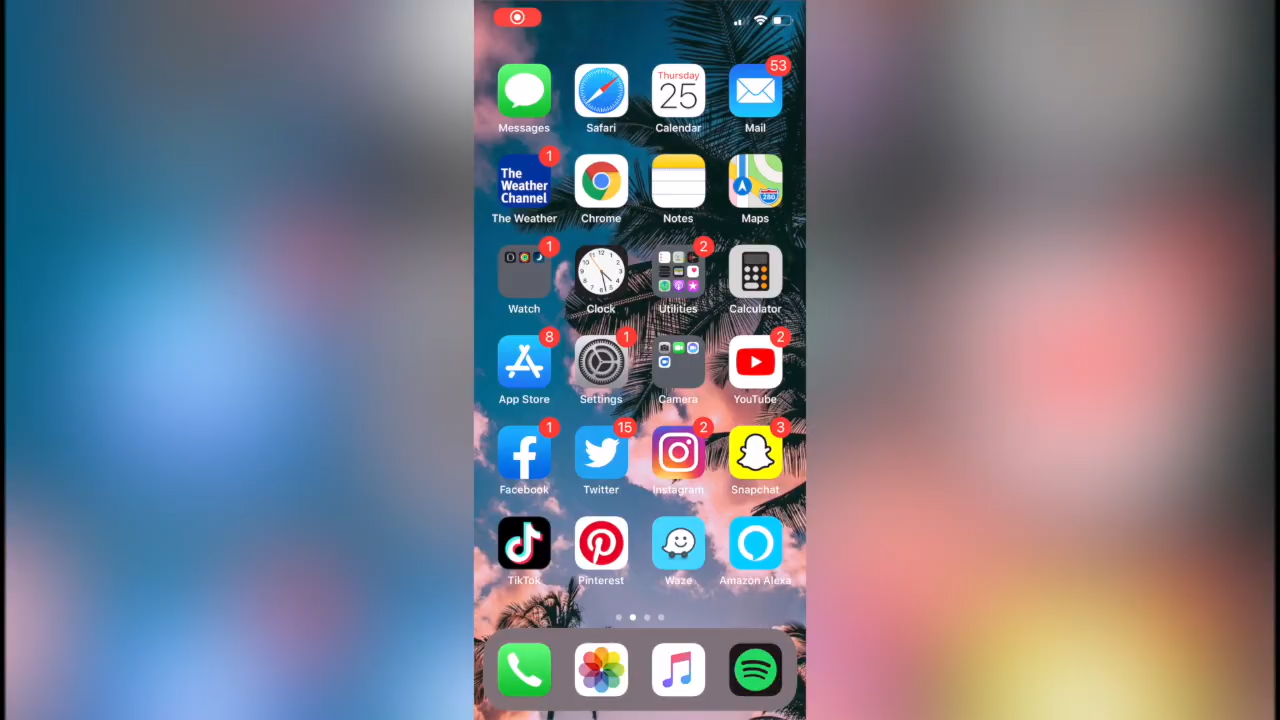 Thursday
25
53
Messages
Safari
Calendar
Mail
1
The
Weather
Channel
280
The Weather
Chrome
Notes
Maps
1
12
2
Watch
Clock
Utilities
Calculator
8
1
2
App Store
Settings
Camera
YouTube
1
15
2
3
Facebook
Twitter
Instagram
Snapchat
TikTok
Pinterest
Waze
Amazon Alexa